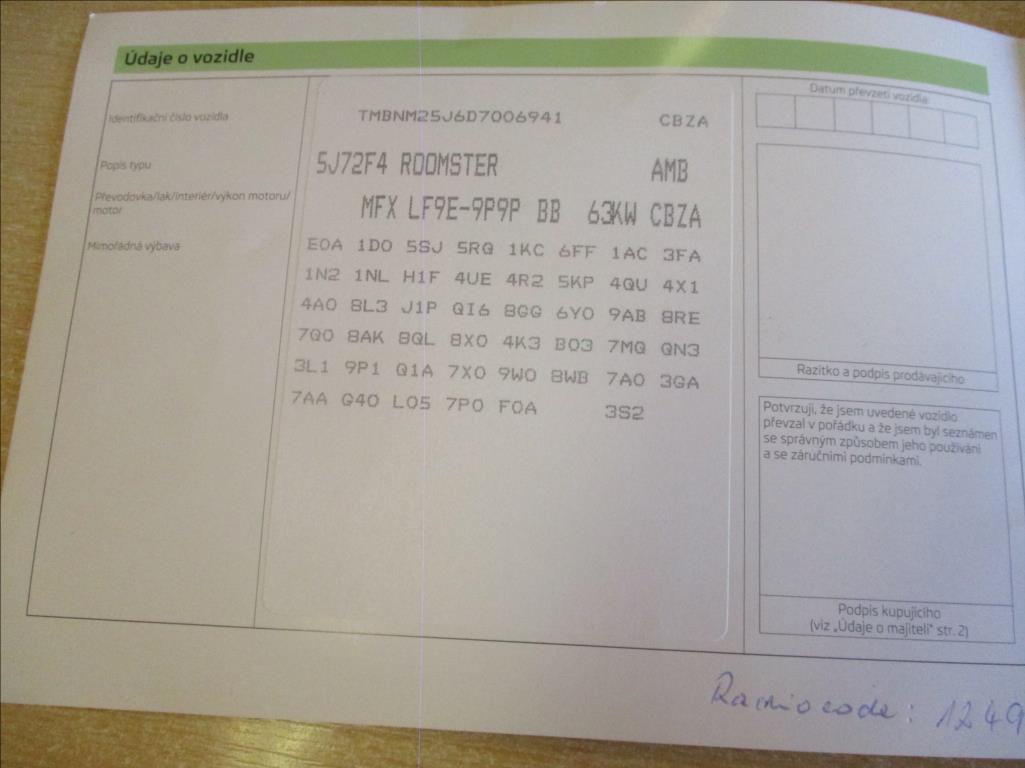 Údaje o vozidle
Identifikační číslo vozidla
TMBNM25J6D7006941 CBZA
Popis typu
5J72F4 ROOMSTER AMB
Převodovka/lak/interiér/výkon motoru/
motor
MFX LF9E-9P9P BB 63KW CBZA
Mimořádná výbava
E0A 1D0 5SJ 5RQ 1KC 6FF 1AC 3FA
1N2 1NL H1F 4UE 4R2 5KP 4QU 4X1
4A0 8L3 J1P QI6 8GG 6Y0 9AB 8RE
7Q0 8AK 8QL 8X0 4K3 B03 7MQ QN3
3L1 9P1 Q1A 7X0 9W0 8WB 7A0 3GA
7AA G40 L05 7P0 F0A 3S2
Datum převzetí vozidla:
Razítko a podpis prodávajícího
Potvrzuji, že jsem uvedené vozidlo
převzal v pořádku a že jsem byl seznámen
se správným způsobem jeho používání
a se záručními podmínkami.
Podpis kupujícího
(viz „Údaje o majiteli“ str. 2)
Radiocode: 1249